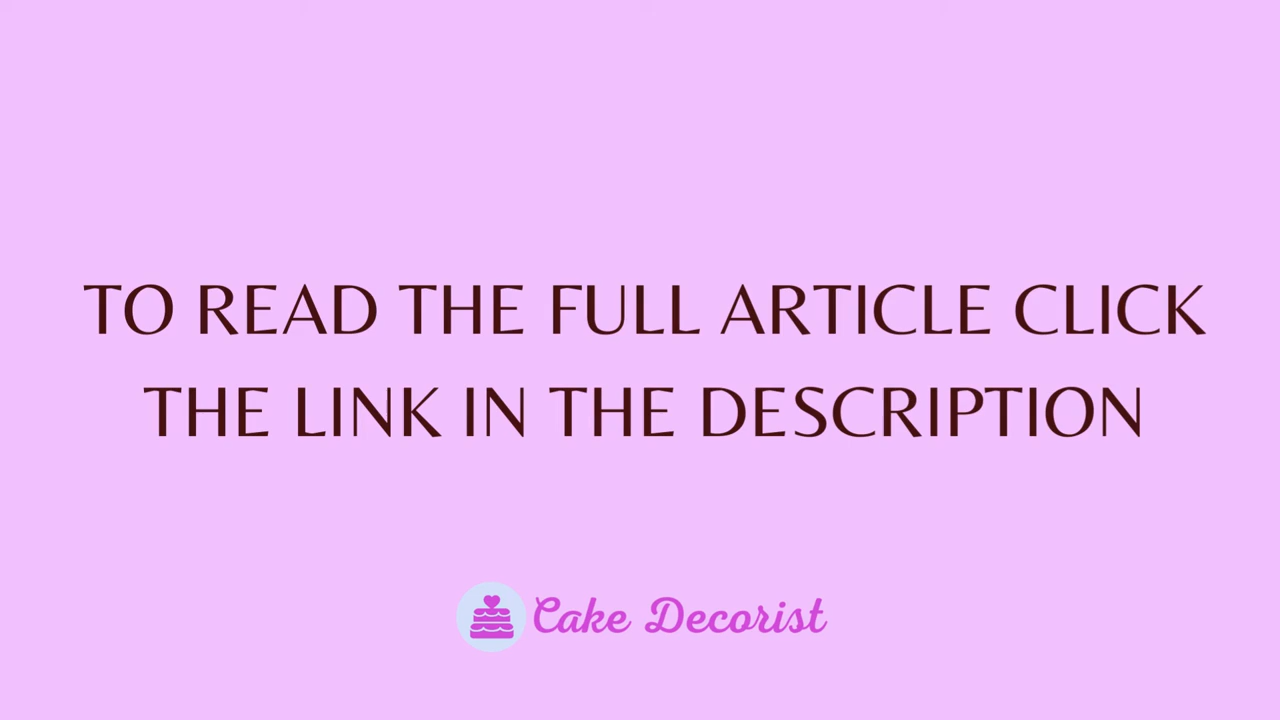 TO READ THE FULL ARTICLE CLICK
THE LINK IN THE DESCRIPTION
Cake Decorist